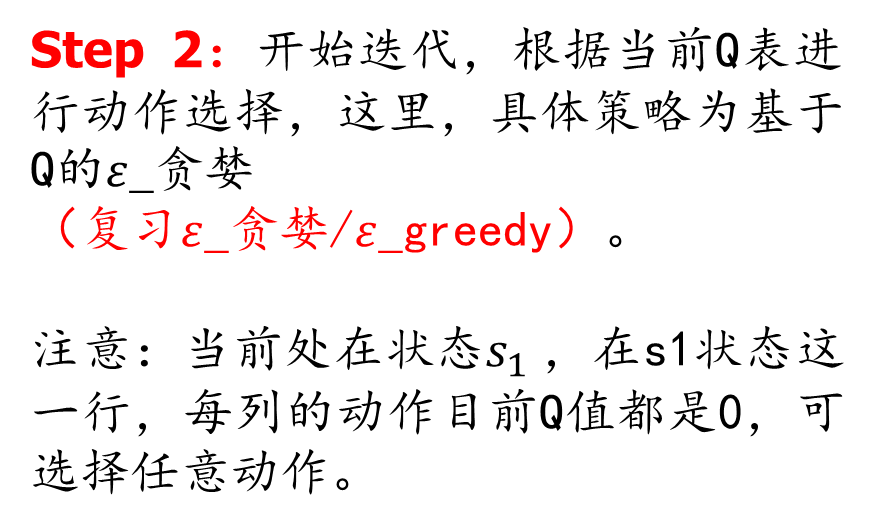 Step 2：开始迭代，根据当前Q表进
行动作选择，这里，具体策略为基于
Q的ε_贪婪
（复习ε_贪婪/ε_greedy）。
注意：当前处在状态s₁，在s1状态这
一行，每列的动作目前Q值都是0，可
选择任意动作。